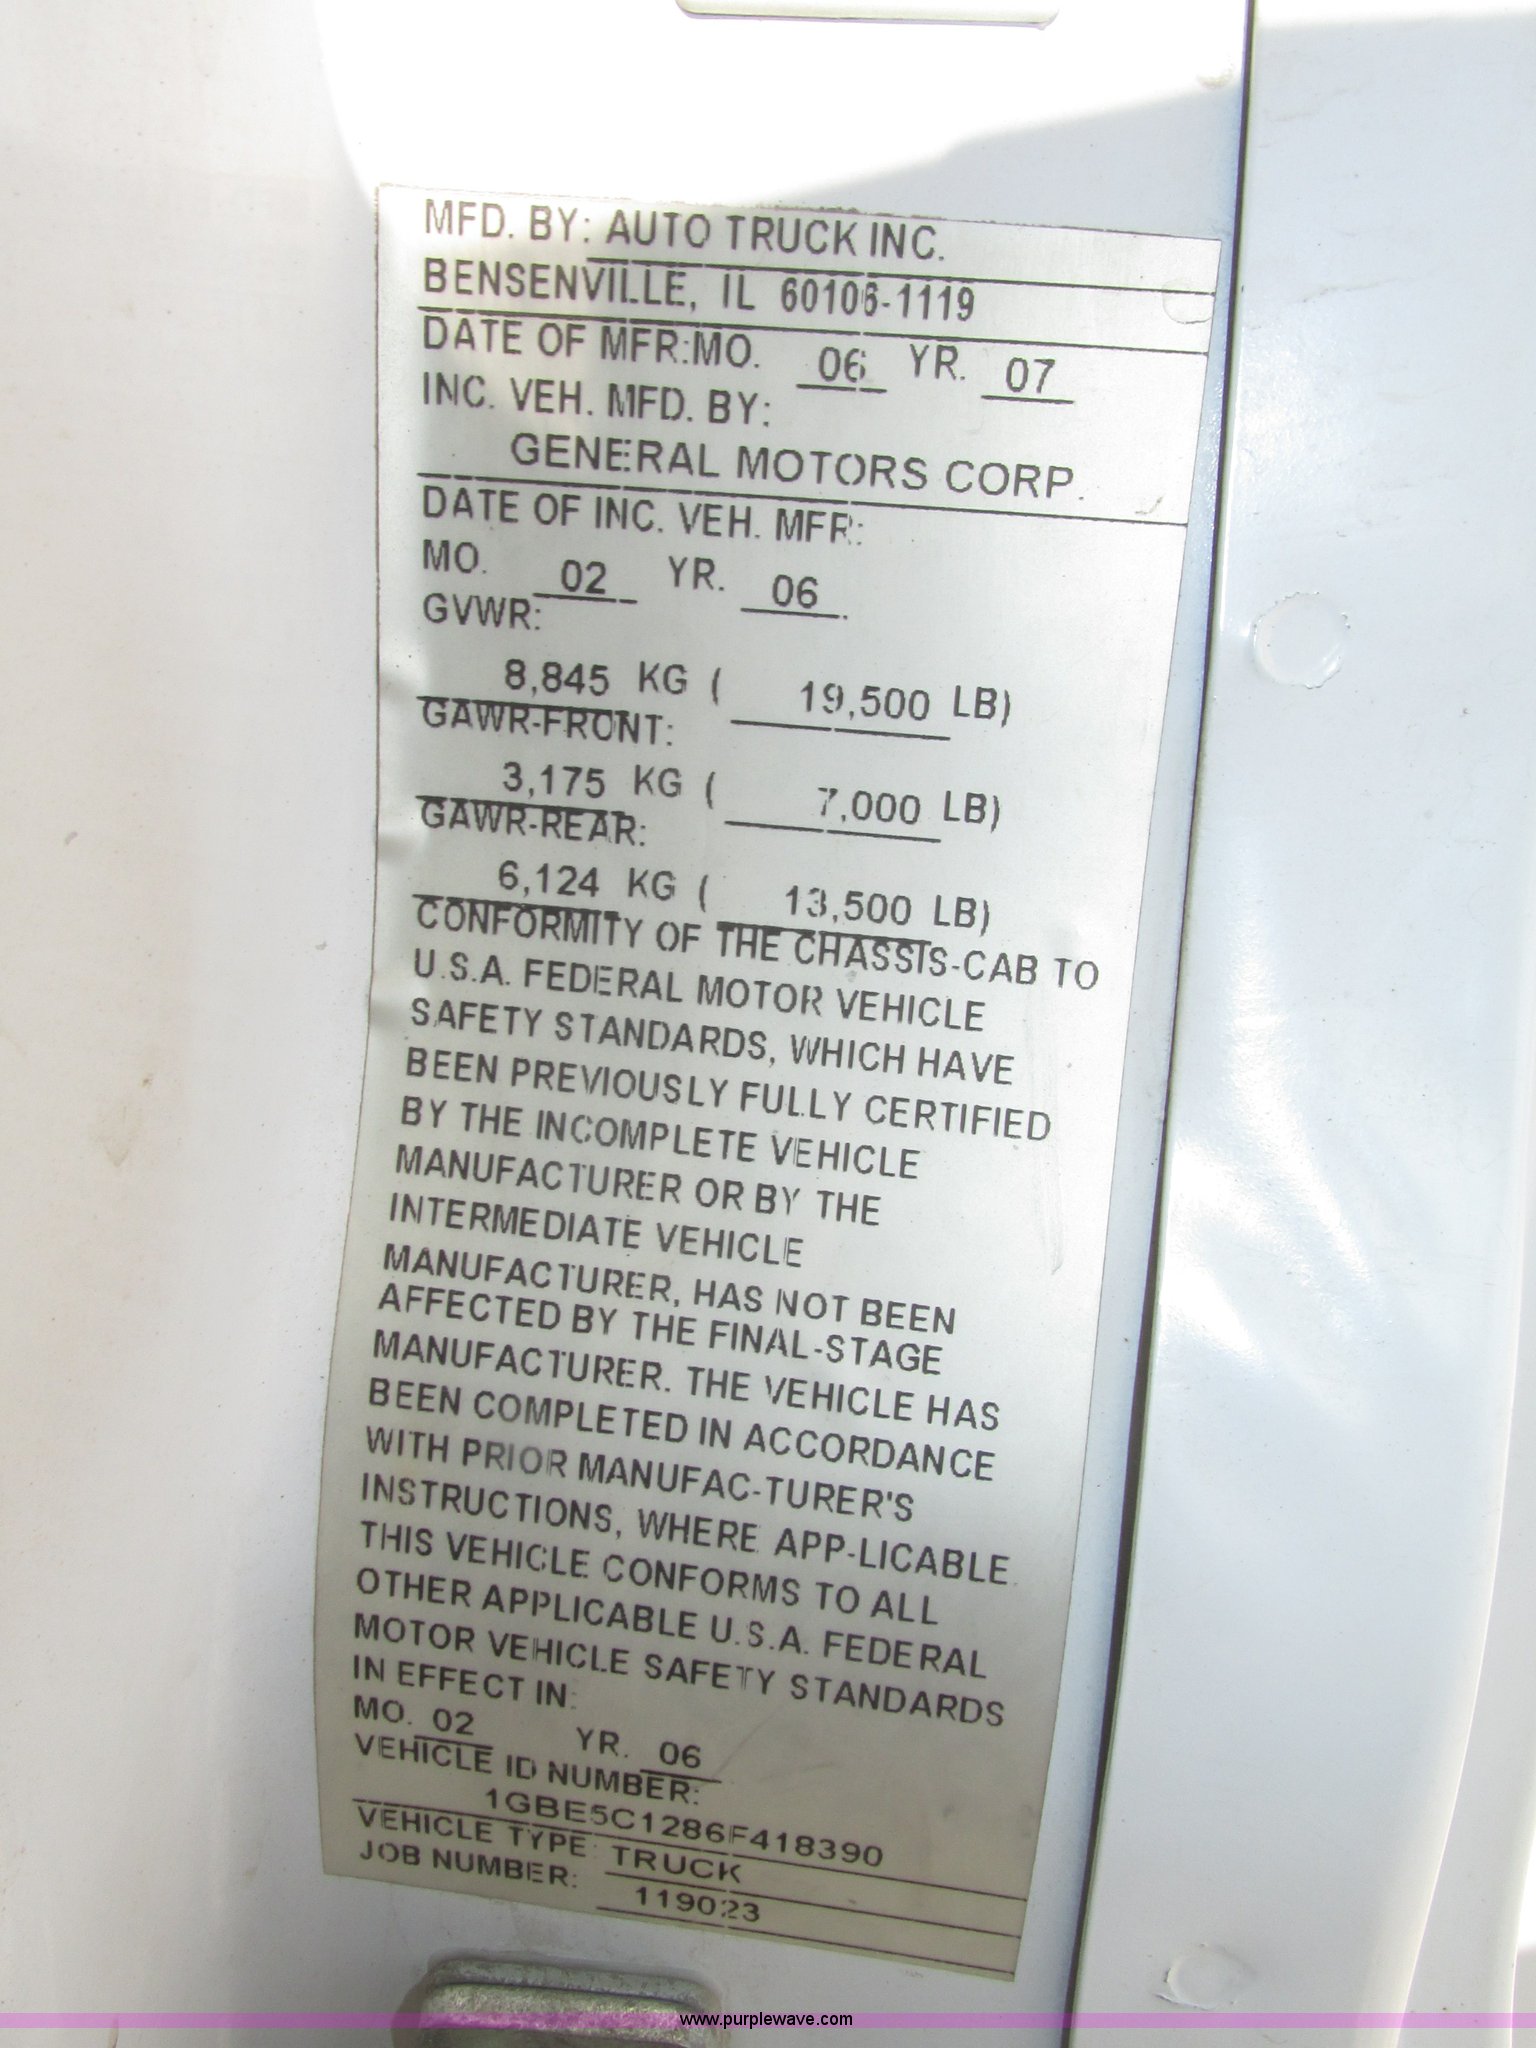 MFD. BY: AUTO TRUCK INC.
BENSENVILLE, IL 60106-1119
DATE OF MFR:MO. 06 YR. 07
INC. VEH. MFD. BY:
GENERAL MOTORS CORP.
DATE OF INC. VEH. MFR:
MO. 02 YR. 06
GVWR:
8,845 KG ( 19,500 LB)
GAWR-FRONT:
3,175 KG ( 7,000 LB)
GAWR-REAR:
6,124 KG ( 13,500 LB)
CONFORMITY OF THE CHASSIS-CAB TO
U.S.A. FEDERAL MOTOR VEHICLE
SAFETY STANDARDS, WHICH HAVE
BEEN PREVIOUSLY FULLY CERTIFIED
BY THE INCOMPLETE VEHICLE
MANUFACTURER OR BY THE
INTERMEDIATE VEHICLE
MANUFACTURER, HAS NOT BEEN
AFFECTED BY THE FINAL-STAGE
MANUFACTURER. THE VEHICLE HAS
BEEN COMPLETED IN ACCORDANCE
WITH PRIOR MANUFAC-TURER'S
INSTRUCTIONS, WHERE APP-LICABLE.
THIS VEHICLE CONFORMS TO ALL
OTHER APPLICABLE U.S.A. FEDERAL
MOTOR VEHICLE SAFETY STANDARDS
IN EFFECT IN:
MO. 02 YR. 06
VEHICLE ID NUMBER:
1GBE5C1286F418390
VEHICLE TYPE: TRUCK
JOB NUMBER: 119023
www.purplewave.com